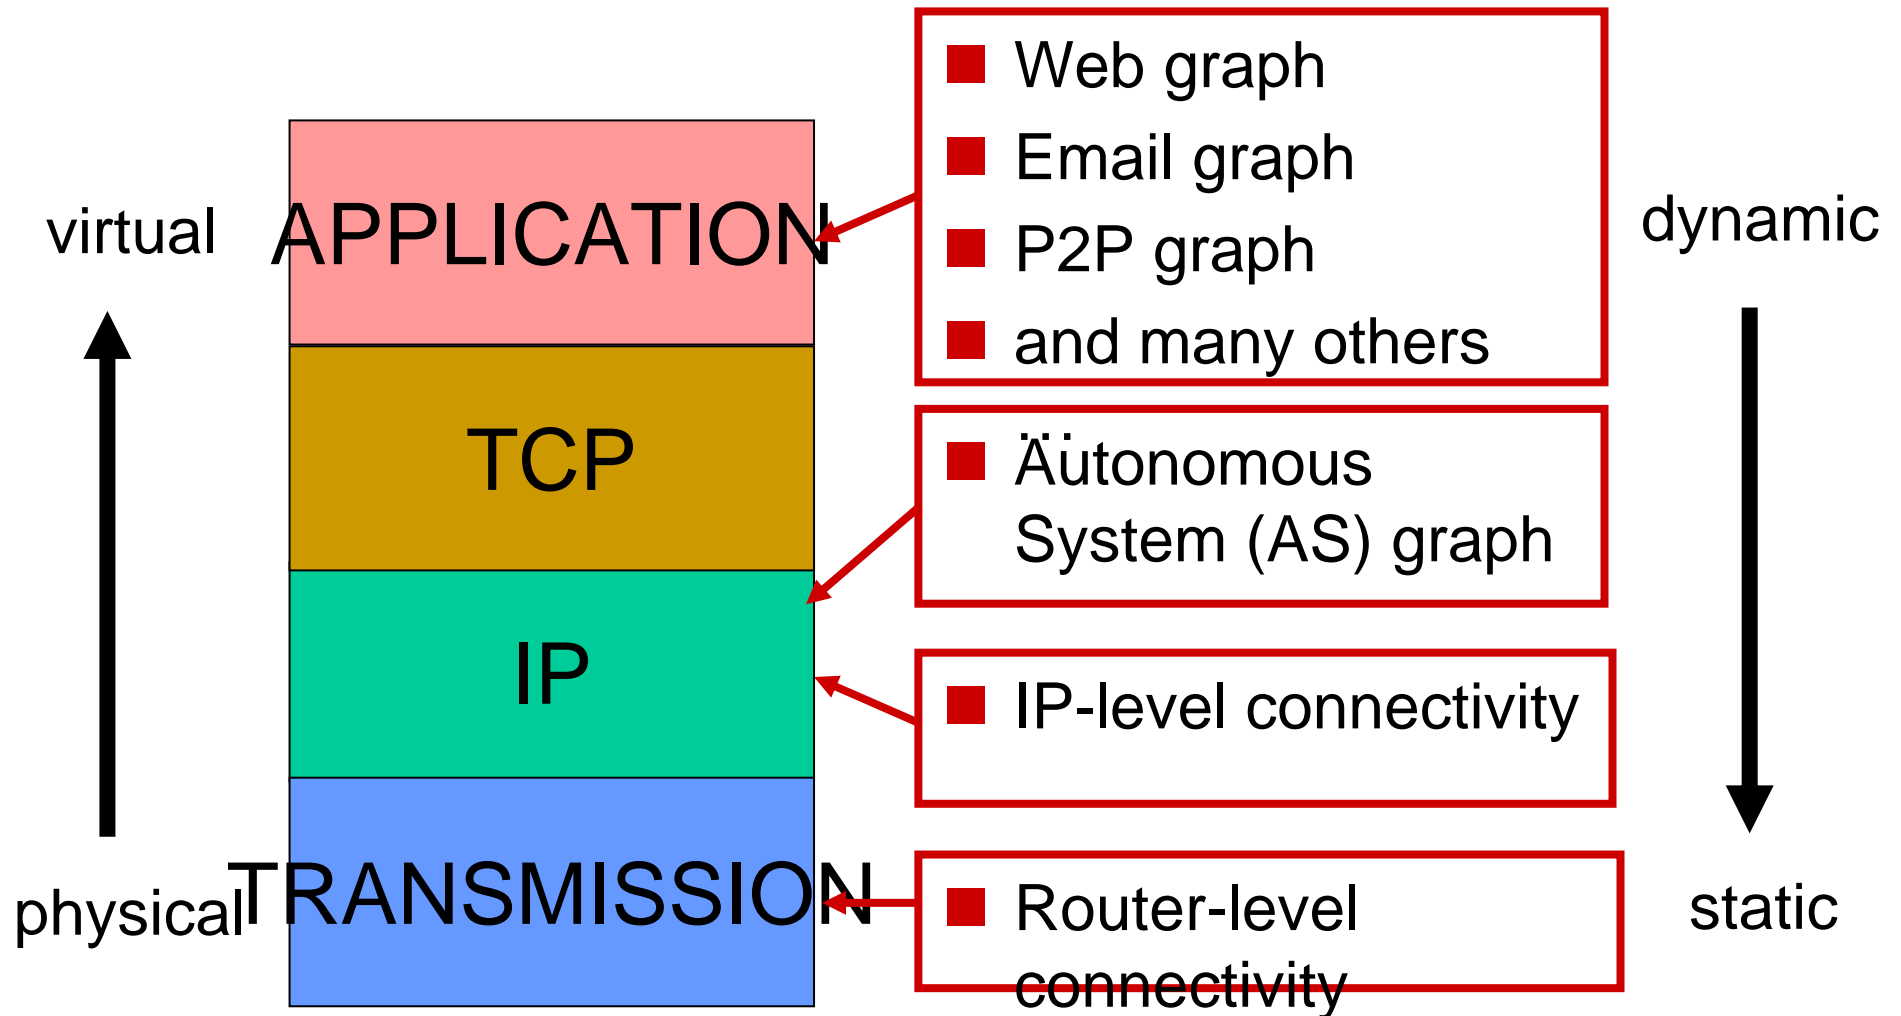 virtual
physical
APPLICATION
TCP
IP
TRANSMISSION
Web graph
Email graph
P2P graph
and many others
Äütonomous
System (AS) graph
IP-level connectivity
Router-level
connectivity
dynamic
static